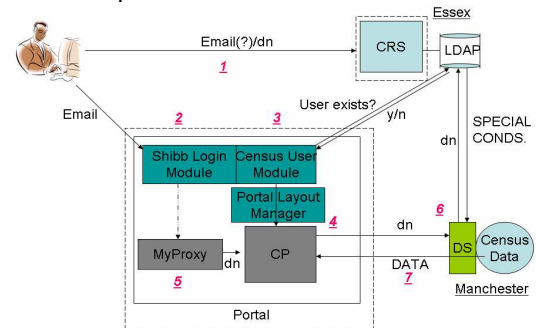 Essex
Email(?)/dn
CRS
LDAP
1
Email
2
3
User exists?
y/n
SPECIAL
CONDS.
dn
Shibb Login
Module
Census User
Module
Portal Layout
Manager
4
dn
6
MyProxy
dn
CP
DS
Census
Data
5
DATA
7
Manchester
Portal